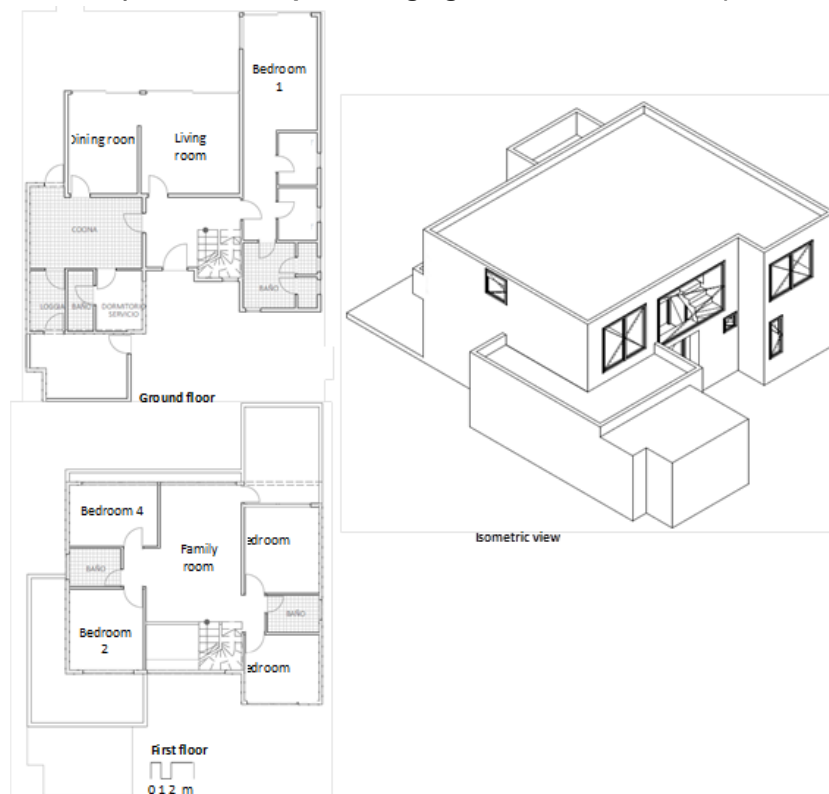 Bedroom
1
Dining room
Living
room
COCINA
LOGGIA
BAÑO
DORMITORIO
SERVICIO
BAÑO
Ground floor
Isometric view
Bedroom 4
Family
room
edroom
BAÑO
BAÑO
Bedroom
2
edroom
First floor
0 1 2 m